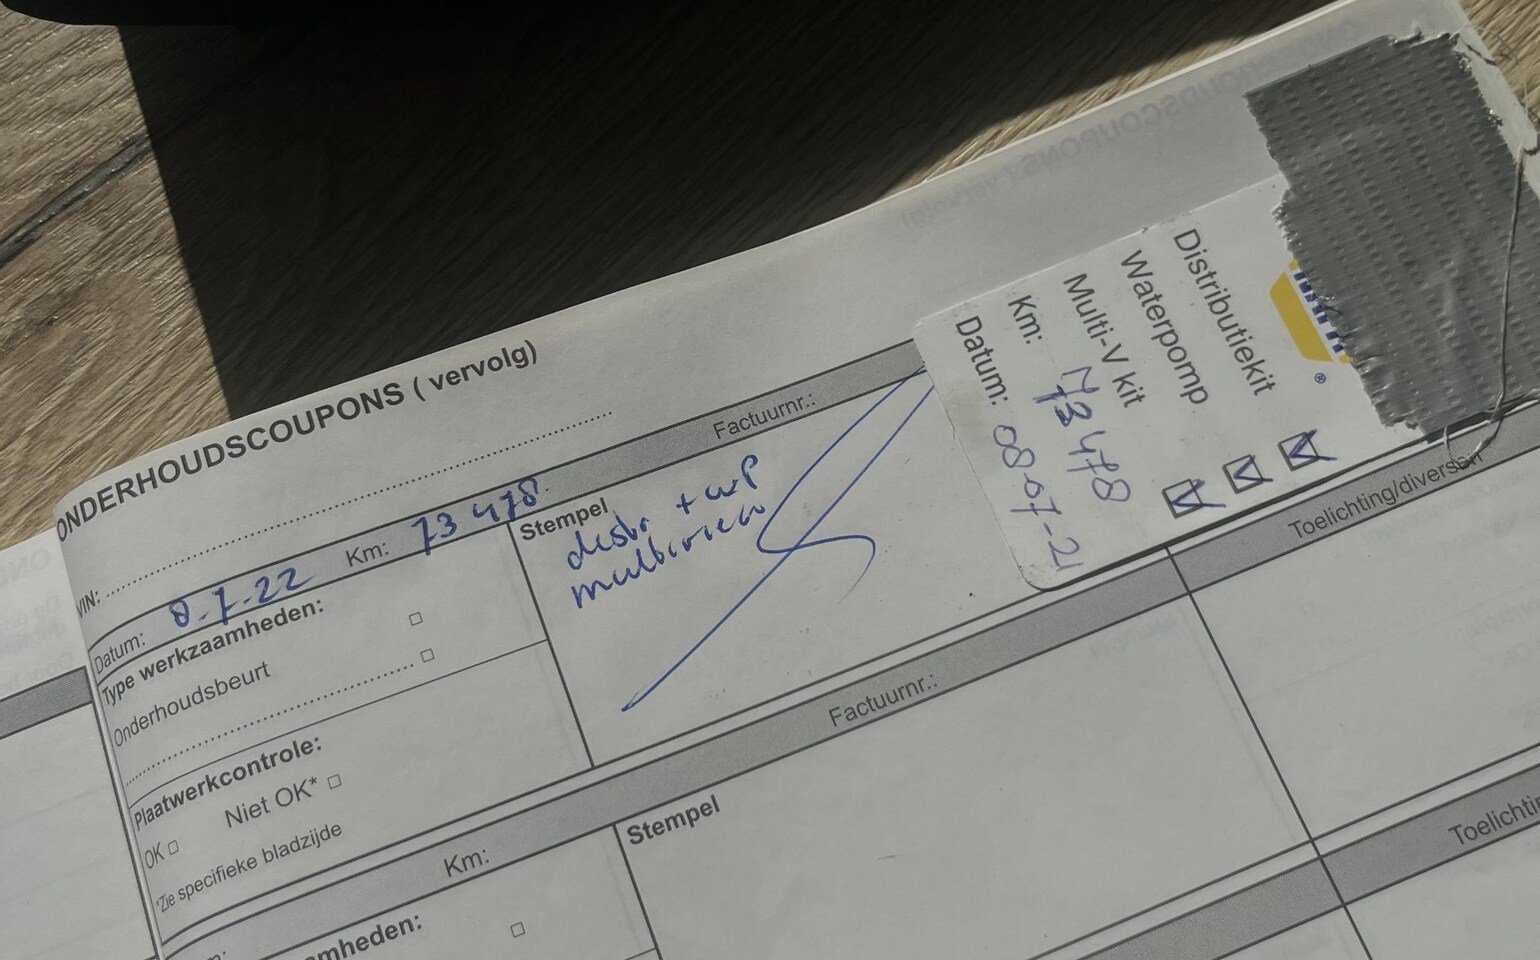 ONDERHOUDSCOUPONS ( vervolg)
VIN:
Datum: 8-7-22 Km: 73 478 Factuurnr.:
Type werkzaamheden:
Onderhoudsbeurt
Plaatwerkcontrole:
OK Niet OK*
*Zie specifieke bladzijde
Stempel
distr + wp
multiriem
Distributiekit
Waterpomp
Multi-V kit
Km: 73 478
Datum: 08-07-21
®
Toelichting/diversen
Km: Factuurnr.:
Stempel